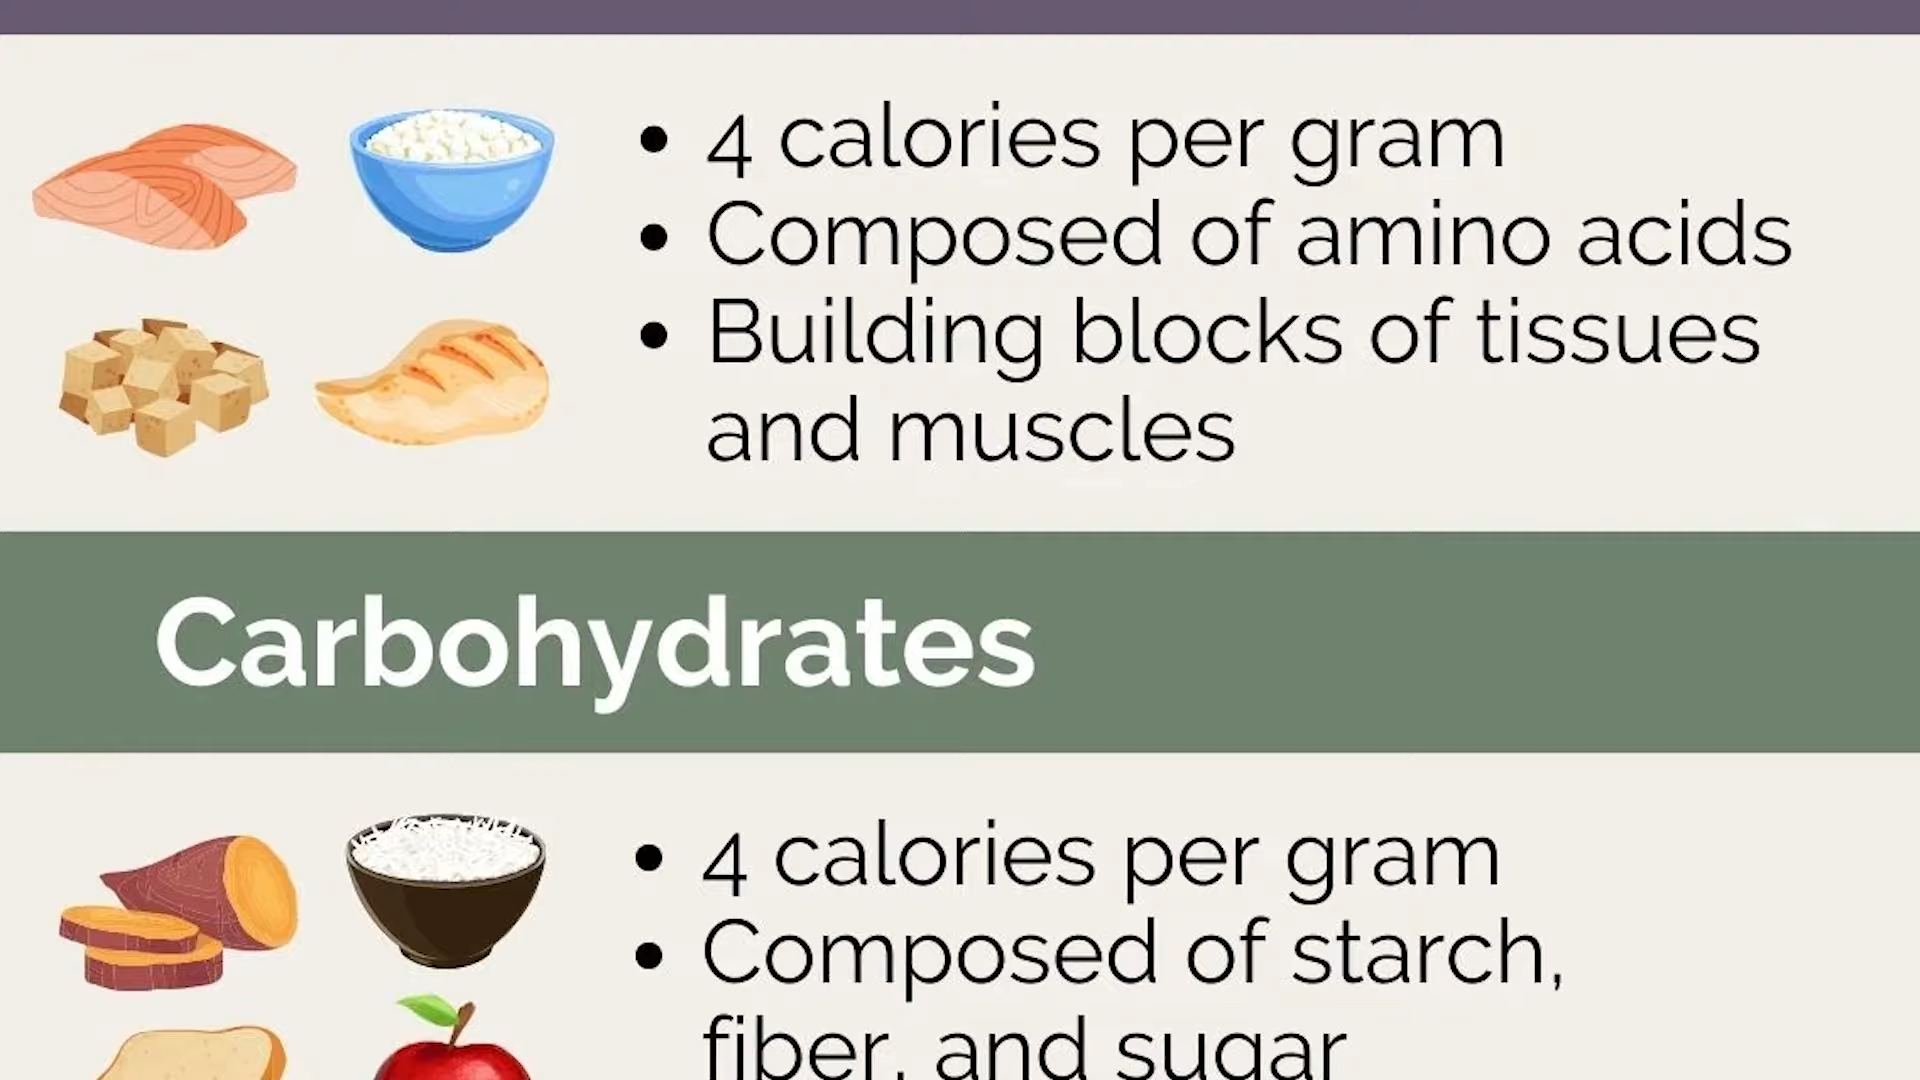 4 calories per gram
Composed of amino acids
Building blocks of tissues
and muscles
Carbohydrates
4 calories per gram
Composed of starch,
fiber, and sugar